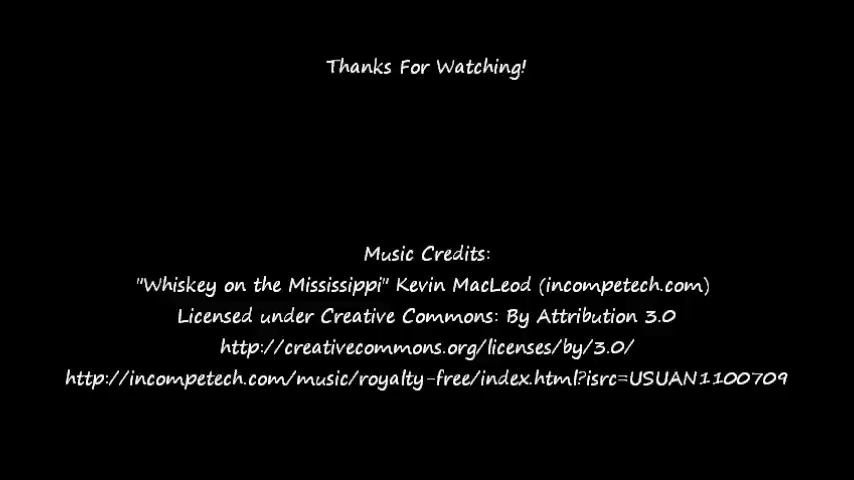 Thanks For Watching!
Music Credits:
"Whiskey on the Mississippi" Kevin MacLeod (incompetech.com)
Licensed under Creative Commons: By Attribution 3.0
http://creativecommons.org/licenses/by/3.0/
http://incompetech.com/music/royalty-free/index.html?isrc=USUAN1100709